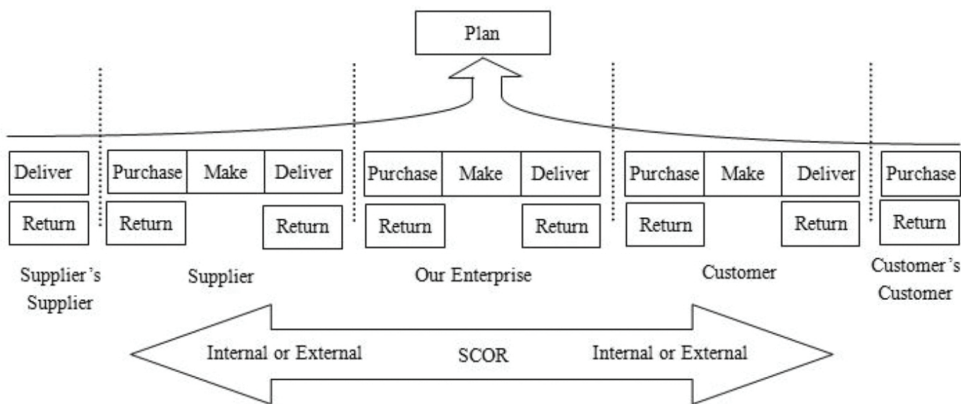 Plan
Deliver Purchase Make Deliver Purchase Make Deliver Purchase Make Deliver Purchase
Return Return Return Return Return Return Return Return
Supplier’s
Supplier
Supplier
Our Enterprise
Customer
Customer’s
Customer
Internal or External SCOR Internal or External